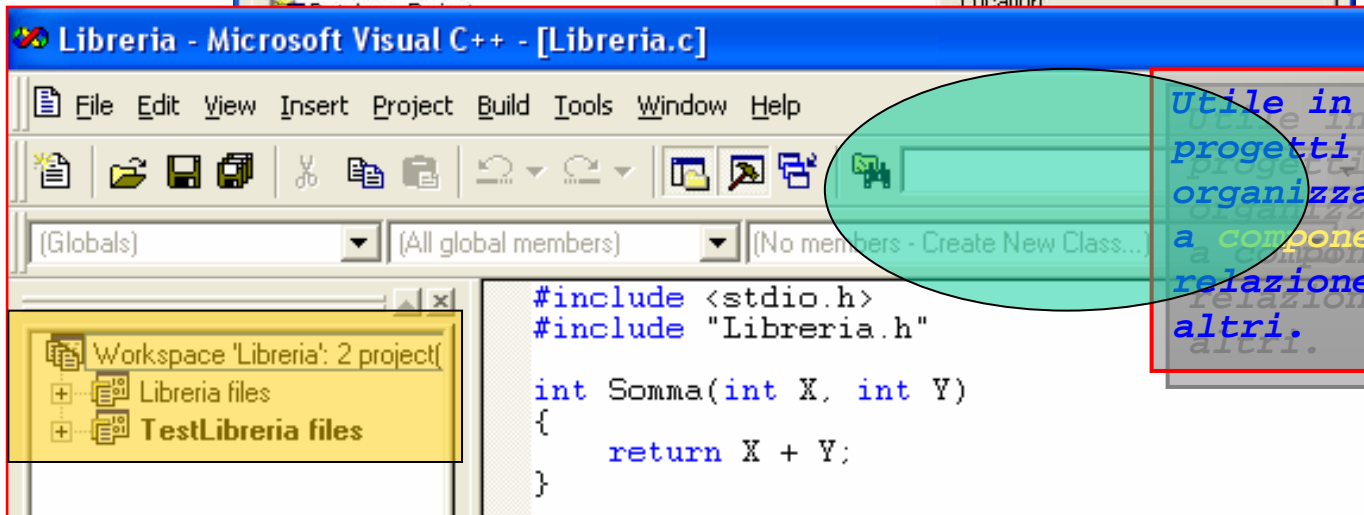 Location
Libreria - Microsoft Visual C++ - [Libreria.c]
File Edit View Insert Project Build Tools Window Help
(Globals) (All global members) (No members - Create New Class...)
Workspace 'Libreria': 2 project(
Libreria files
TestLibreria files
#include <stdio.h>
#include "Libreria.h"
int Somma(int X, int Y)
{
return X + Y;
}
Utile in
progetti
organizza
a compone
relazione
altri.